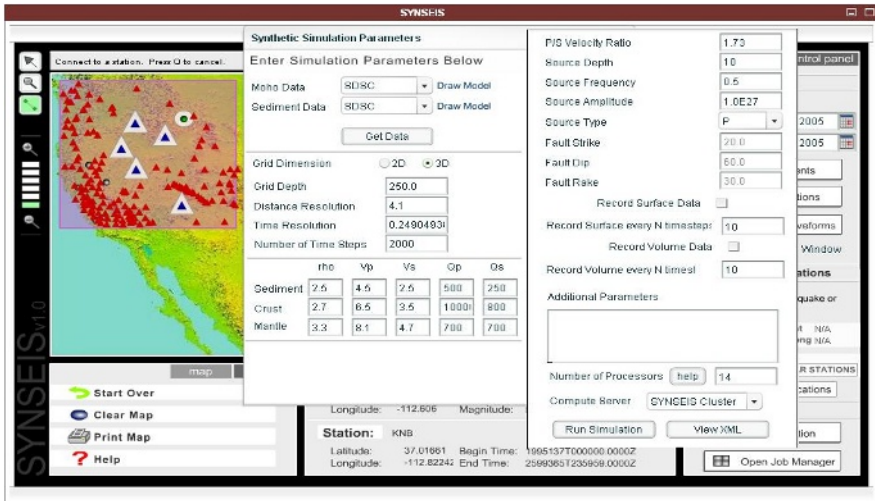 SYNSEIS
Connect to a station. Press Q to cancel.
Synthetic Simulation Parameters
Enter Simulation Parameters Below
Moho Data SDSC Draw Model
Sediment Data SDSC Draw Model
Get Data
Grid Dimension 2D 3D
Grid Depth 250.0
Distance Resolution 4.1
Time Resolution
Number of Time Steps 2000
rho Vp Vs Qp Qs
Sediment 2.5 4.5 2.5 500 250
Crust 2.7 6.5 3.5 1000 800
Mantle 3.3 8.1 4.7 700 700
P/S Velocity Ratio 1.73
Source Depth 10
Source Frequency 0.5
Source Amplitude 1.0E27
Source Type P
Fault Strike 20.0
Fault Dip 60.0
Fault Rake 30.0
Record Surface Data
Record Surface every N timesteps 10
Record Volume Data
Record Volume every N timest 10
Additional Parameters
Number of Processors help 14
Compute Server SYNSEIS Cluster
Run Simulation View XML
ntrol panel
2005
2005
ents
tions
veforms
Window
ations
quake or
t N/A
ong N/A
R STATIONS
cations
tion
Open Job Manager
SYNSEIS v1.0
map
Start Over
Clear Map
Print Map
Help
Longitude: -112.606 Magnitude:
Station: KNB
Latitude: 37.01661 Begin Time: 1995137T000000.0000Z
Longitude: -112.82242 End Time: 2599365T235959.0000Z